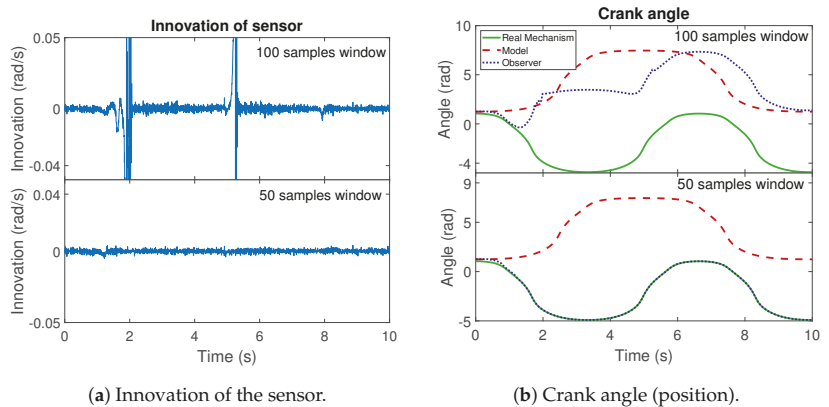 Innovation of sensor
0.05
100 samples window
Innovation (rad/s)
0
-0.04
0.04
50 samples window
Innovation (rad/s)
0
-0.05
0 2 4 6 8 10
Time (s)
(a) Innovation of the sensor.
Crank angle
10
Real Mechanism
Model
Observer
100 samples window
Angle (rad)
5
0
-4
9
50 samples window
Angle (rad)
5
0
-5
0 2 4 6 8 10
Time (s)
(b) Crank angle (position).